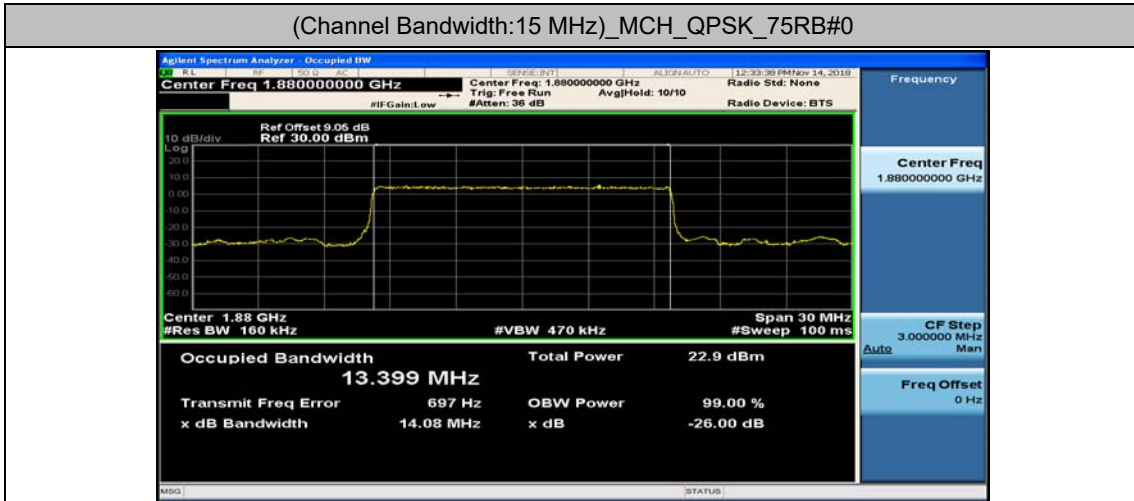 (Channel Bandwidth:15 MHz)_MCH_QPSK_75RB#0
Agilent Spectrum Analyzer - Occupied BW
RL RF 50 Ω AC SENSE:INT ALIGN AUTO 12:33:38 PM Nov 14, 2018
Center Freq 1.880000000 GHz
Center Freq: 1.880000000 GHz
Radio Std: None
Trig: Free Run Avg|Hold: 10/10
#IFGain:Low #Atten: 36 dB Radio Device: BTS
Ref Offset 9.05 dB
10 dB/div Ref 30.00 dBm
Log
20.0
10.0
0.00
-10.0
-20.0
-30.0
-40.0
-50.0
-60.0
Center 1.88 GHz Span 30 MHz
#Res BW 160 kHz #VBW 470 kHz #Sweep 100 ms
Occupied Bandwidth Total Power 22.9 dBm
13.399 MHz
Transmit Freq Error 697 Hz OBW Power 99.00 %
x dB Bandwidth 14.08 MHz x dB -26.00 dB
MSG STATUS
Frequency
Center Freq
1.880000000 GHz
CF Step
3.000000 MHz
Auto Man
Freq Offset
0 Hz